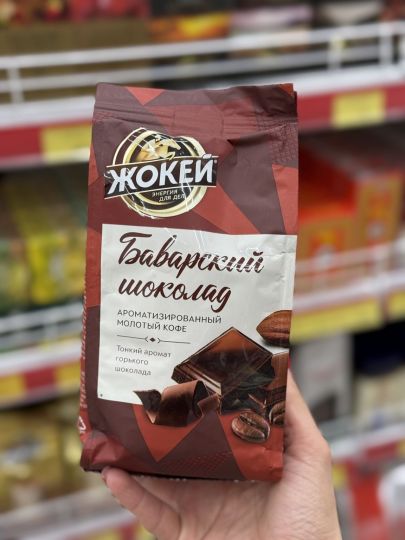 ЖОКЕЙ
ЭНЕРГИЯ
ДЛЯ ДЕЛ
Баварский
шоколад
АРОМАТИЗИРОВАННЫЙ
МОЛОТЫЙ КОФЕ
Тонкий аромат
горького
шоколада